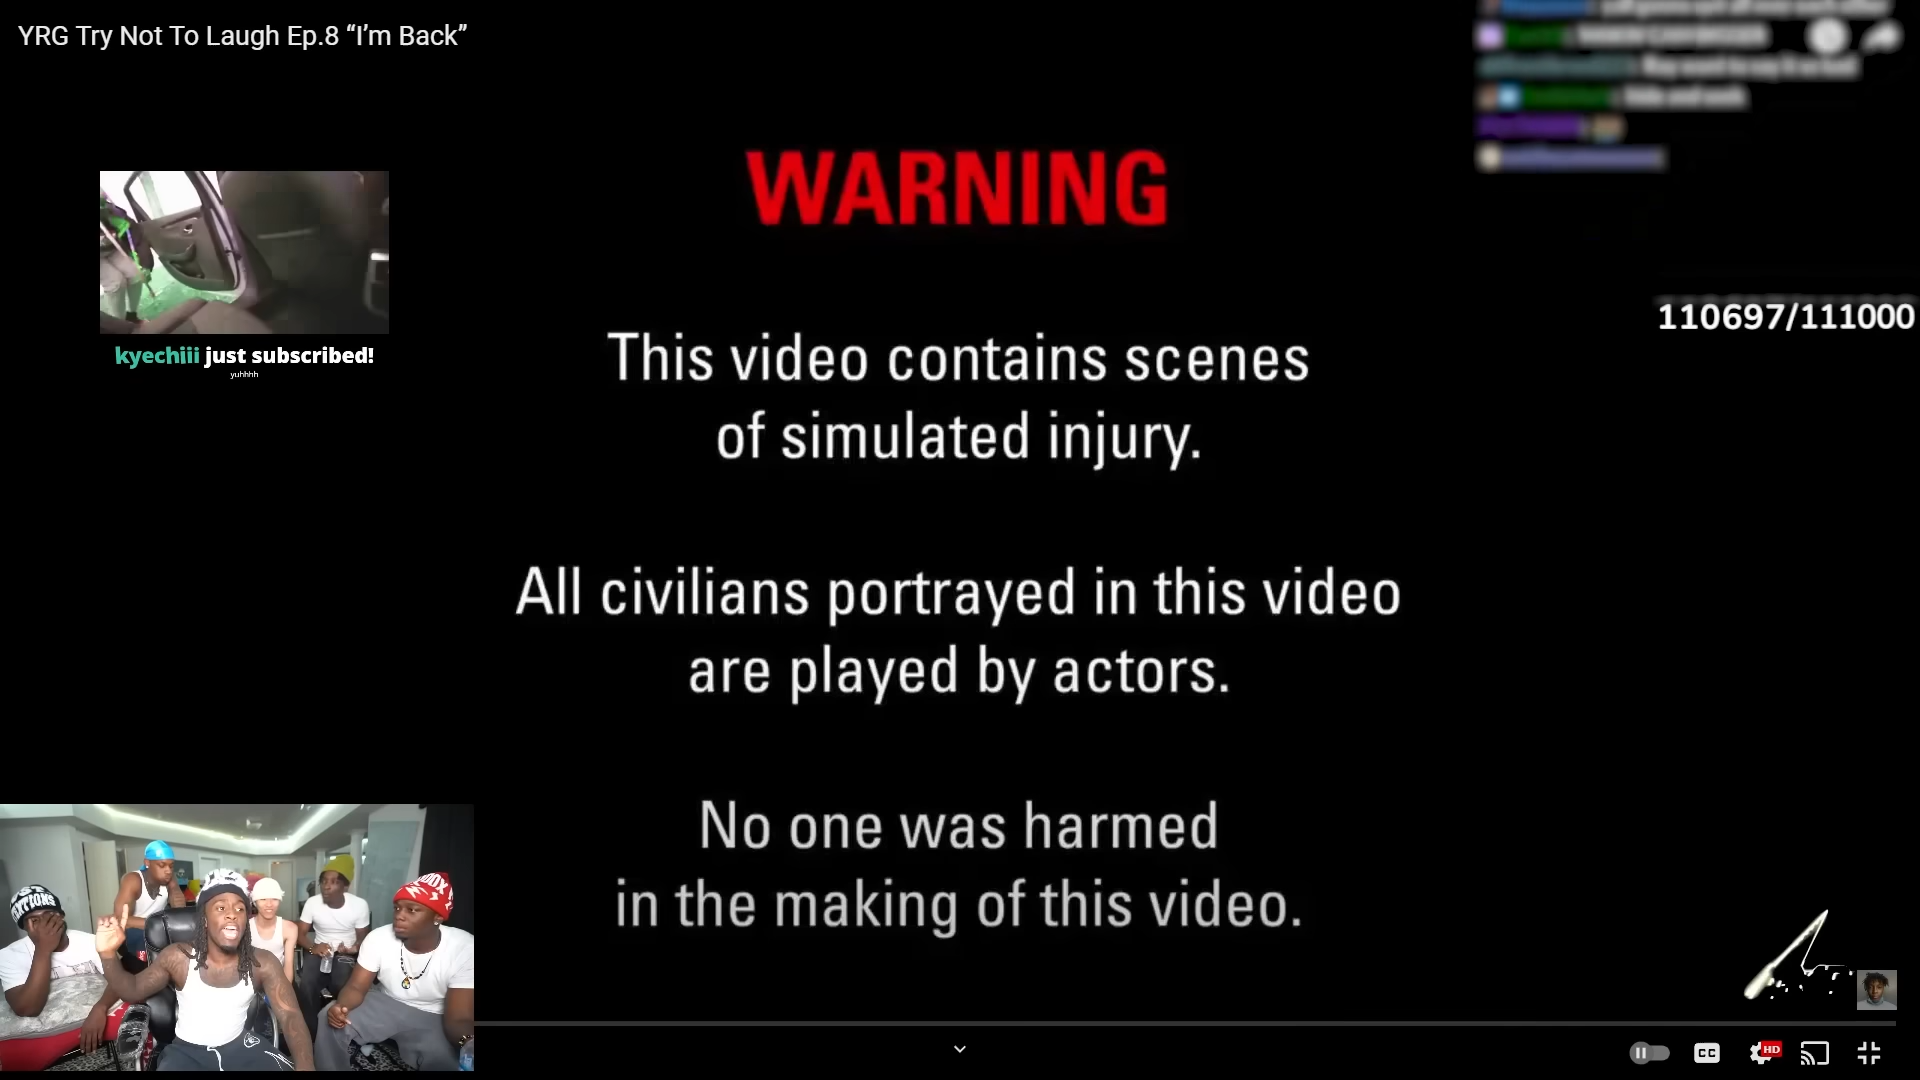 YRG Try Not To Laugh Ep.8 “I’m Back”
WARNING
kyechiii just subscribed!
yuhhhh
110697/111000
This video contains scenes
of simulated injury.
All civilians portrayed in this video
are played by actors.
No one was harmed
in the making of this video.
CC
HD